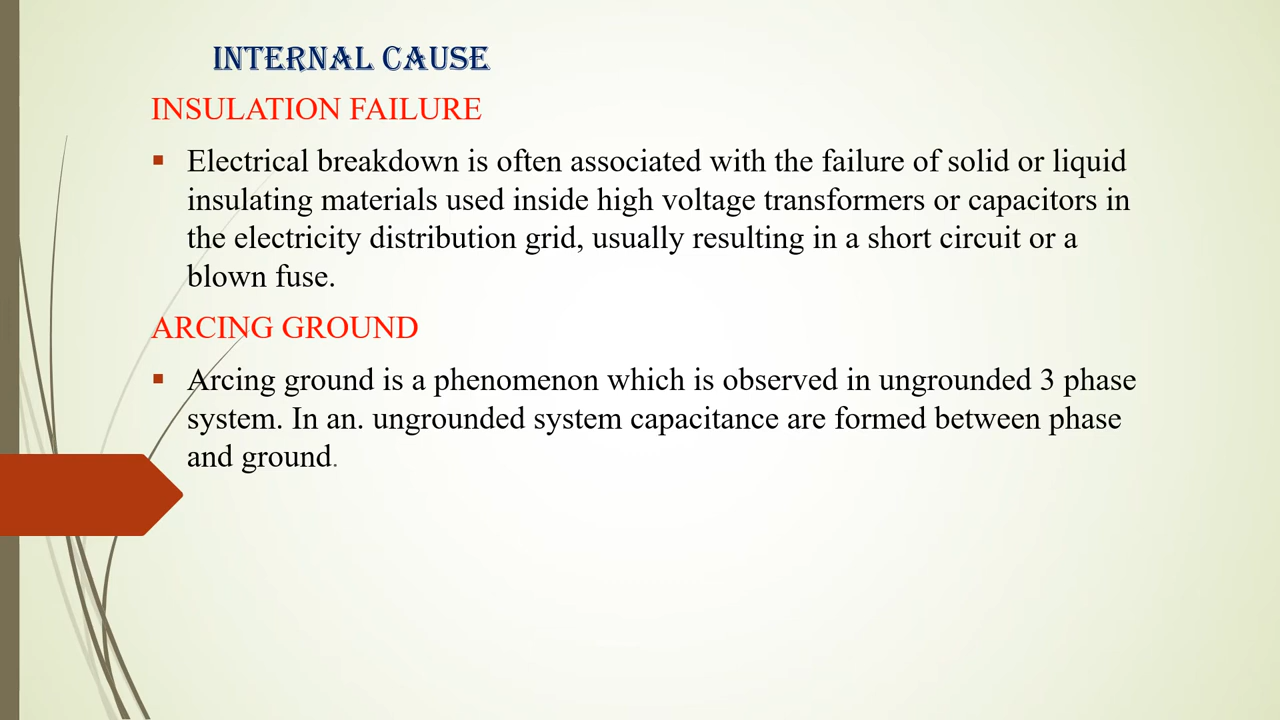 INTERNAL CAUSE
INSULATION FAILURE
▪ Electrical breakdown is often associated with the failure of solid or liquid
insulating materials used inside high voltage transformers or capacitors in
the electricity distribution grid, usually resulting in a short circuit or a
blown fuse.
ARCING GROUND
▪ Arcing ground is a phenomenon which is observed in ungrounded 3 phase
system. In an. ungrounded system capacitance are formed between phase
and ground.